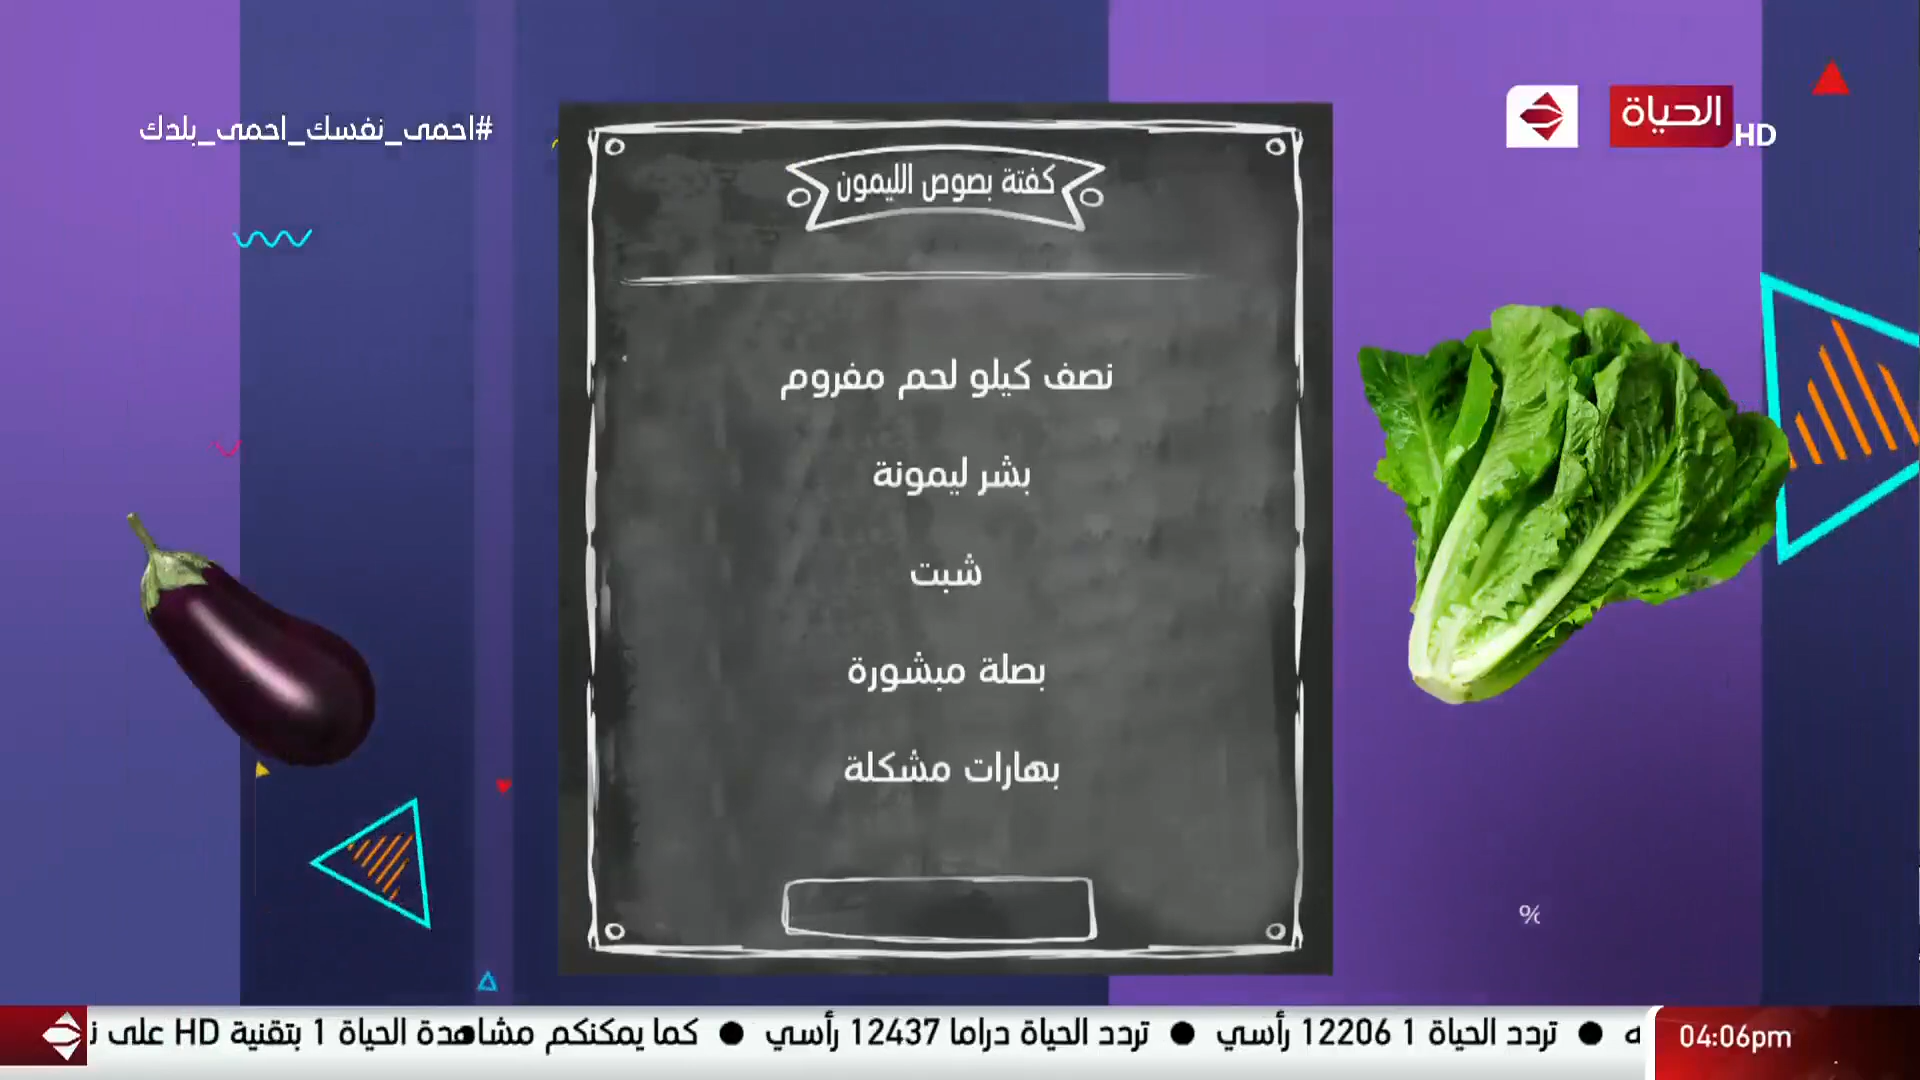 #احمى_نفسك_احمى_بلدك
الحياة
HD
كفتة بصوص الليمون
نصف كيلو لحم مفروم
بشر ليمونة
شبت
بصلة مبشورة
بهارات مشكلة
%
ه ● تردد الحياة 1 12206 رأسي ● تردد الحياة دراما 12437 رأسي ● كما يمكنكم مشاهدة الحياة 1 بتقنية HD على
04:06pm